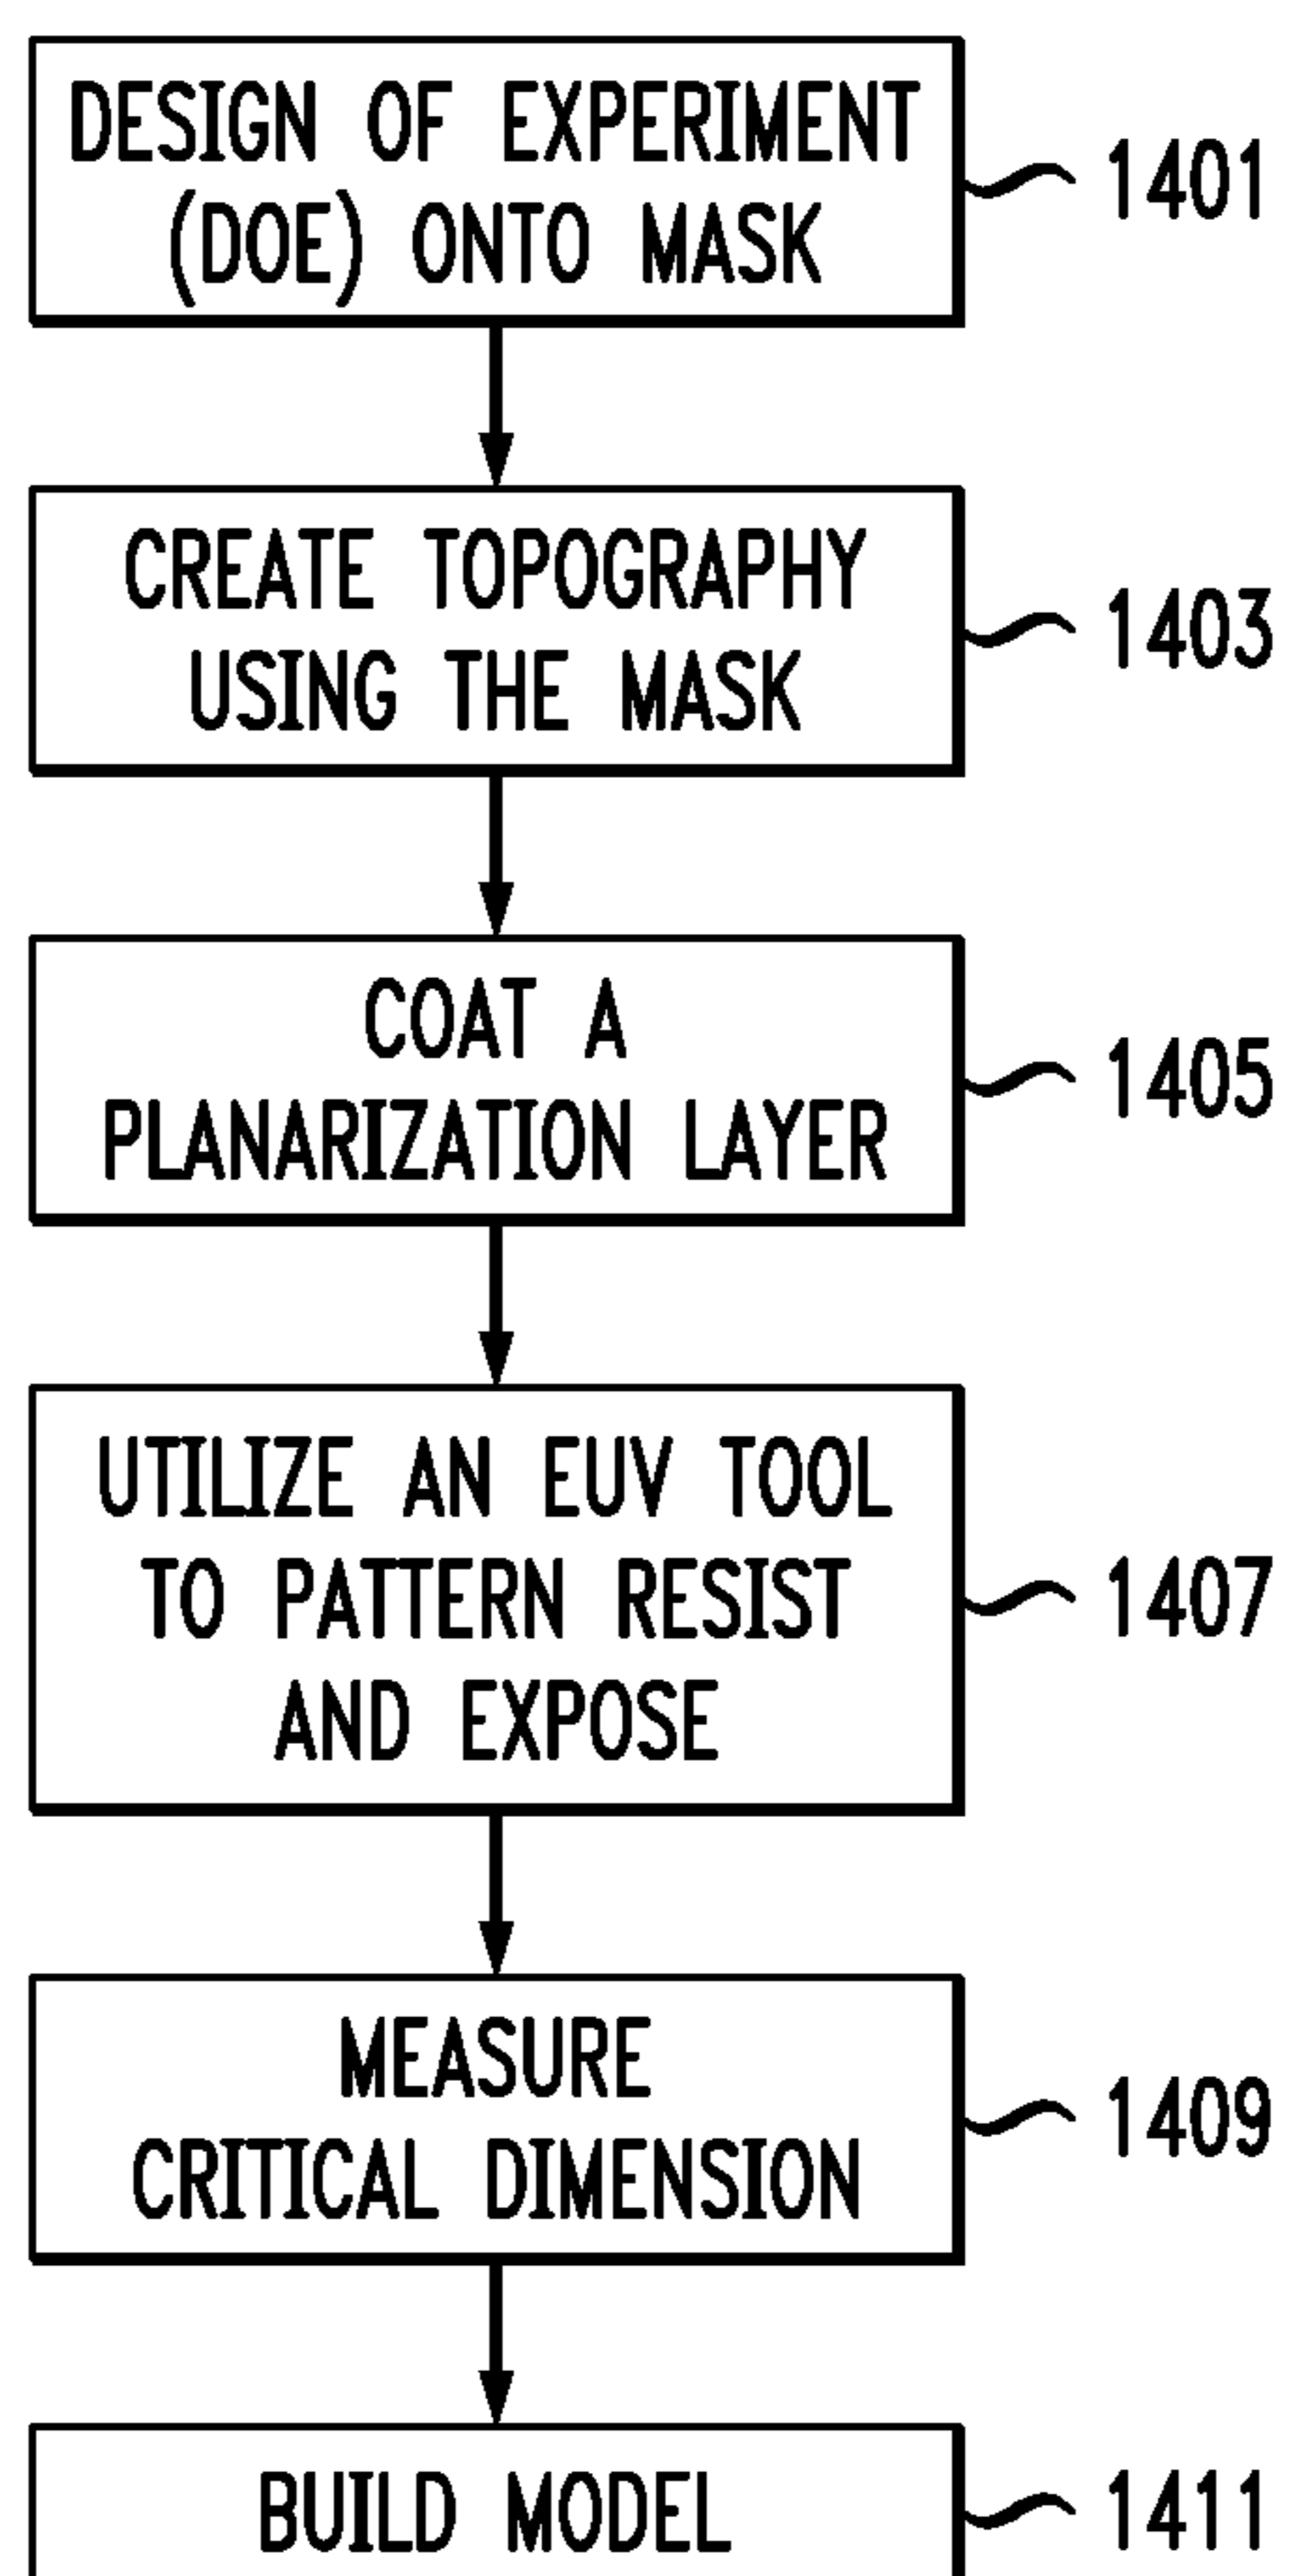 DESIGN OF EXPERIMENT
(DOE) ONTO MASK
1401
CREATE TOPOGRAPHY
USING THE MASK
1403
COAT A
PLANARIZATION LAYER
1405
UTILIZE AN EUV TOOL
TO PATTERN RESIST
AND EXPOSE
1407
MEASURE
CRITICAL DIMENSION
1409
BUILD MODEL
1411